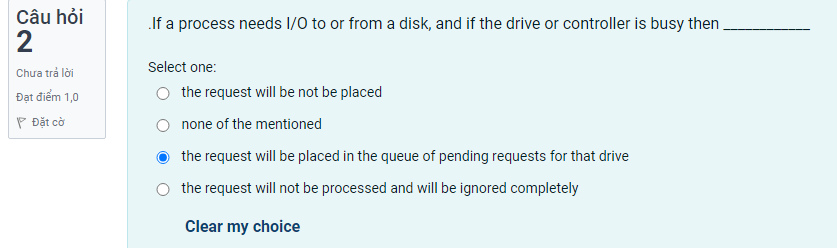 Câu hỏi
2
Chưa trả lời
Đạt điểm 1,0
Đặt cờ
.If a process needs I/O to or from a disk, and if the drive or controller is busy then ____________
Select one:
the request will be not be placed
none of the mentioned
the request will be placed in the queue of pending requests for that drive
the request will not be processed and will be ignored completely
Clear my choice